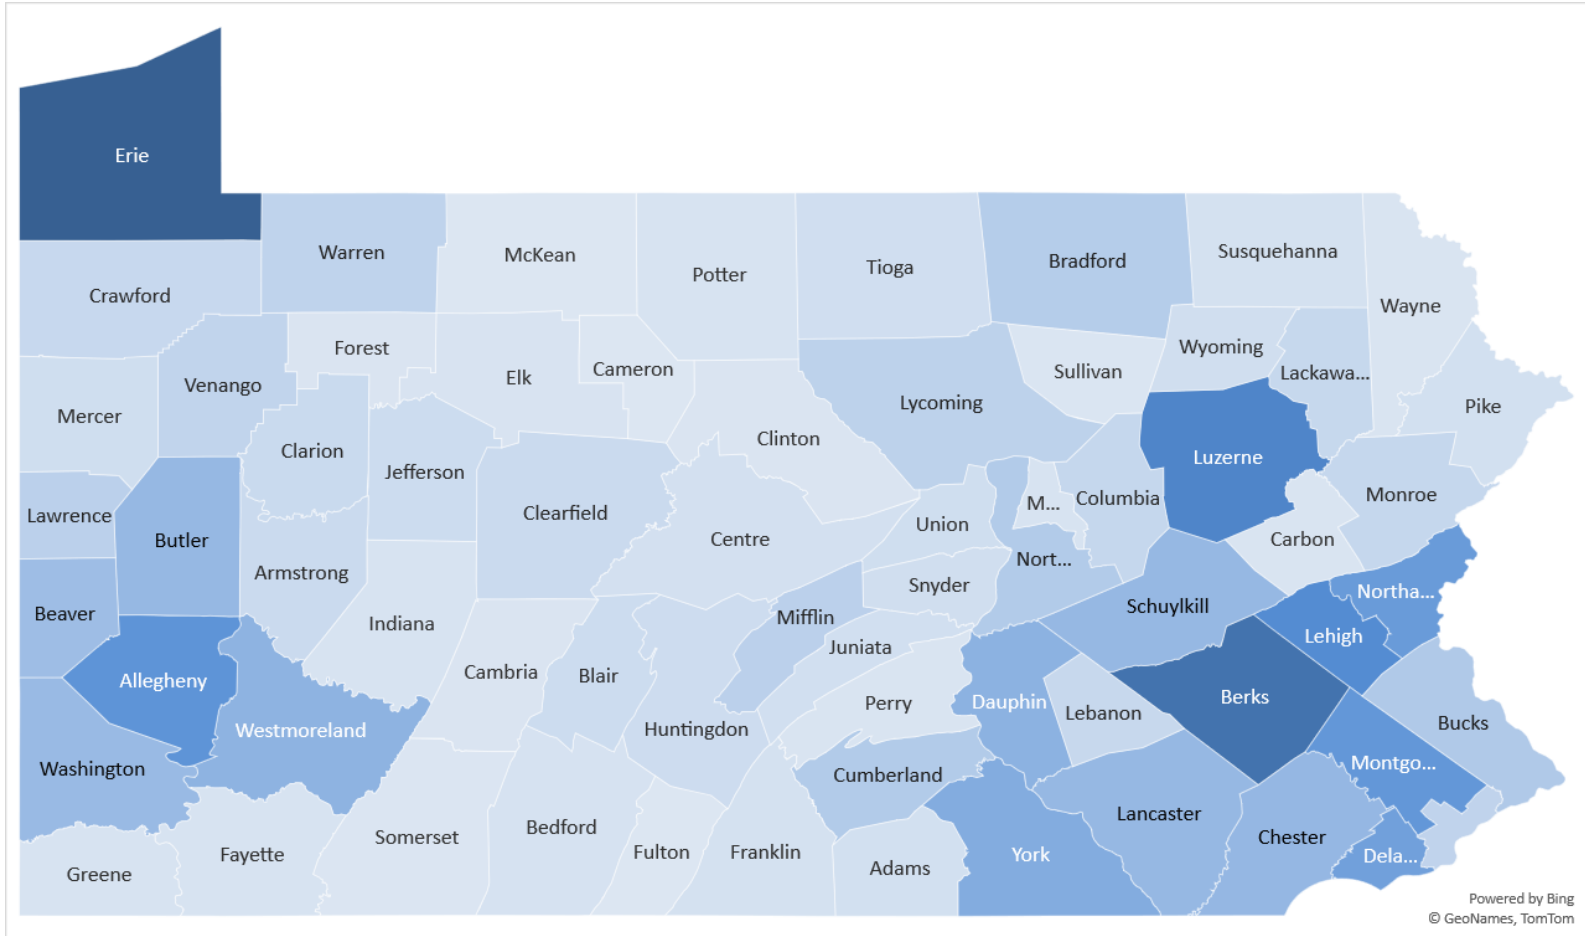 Erie
Warren
McKean
Potter
Tioga
Bradford
Susquehanna
Wayne
Crawford
Forest
Elk
Cameron
Wyoming
Lackawa...
Sullivan
Pike
Venango
Mercer
Lycoming
Clinton
Clarion
Jefferson
Luzerne
Monroe
Columbia
M...
Lawrence
Clearfield
Union
Butler
Centre
Carbon
Nort...
Armstrong
Snyder
Northa...
Beaver
Schuylkill
Mifflin
Indiana
Lehigh
Juniata
Allegheny
Cambria
Blair
Berks
Perry
Dauphin
Lebanon
Westmoreland
Huntingdon
Bucks
Washington
Cumberland
Montgo...
Lancaster
Somerset
Bedford
Chester
Greene
Fayette
Fulton
Franklin
Adams
York
Dela...
Powered by Bing
© GeoNames, TomTom